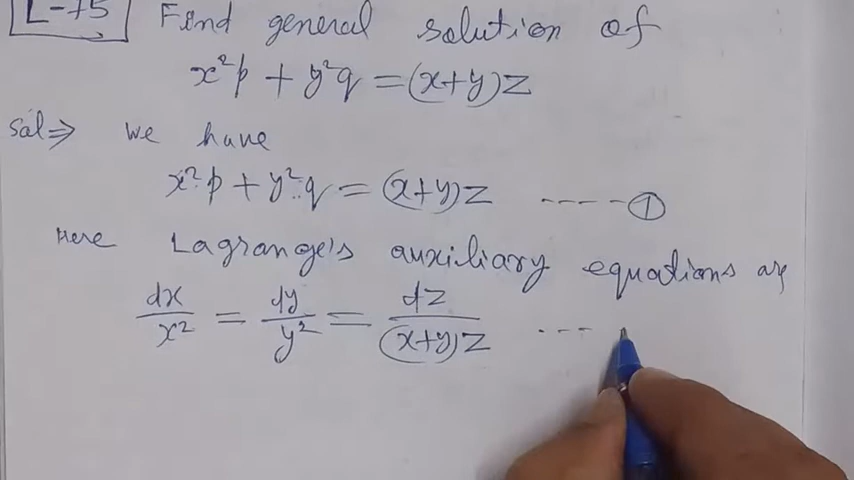 L-75 Find general solution of
x²p + y²q = (x+y)z
Sol⇒ We have
x²p + y²q = (x+y)z ----- ①
Here Lagrange's auxiliary equations are
dx/x² = dy/y² = dz/(x+y)z ----